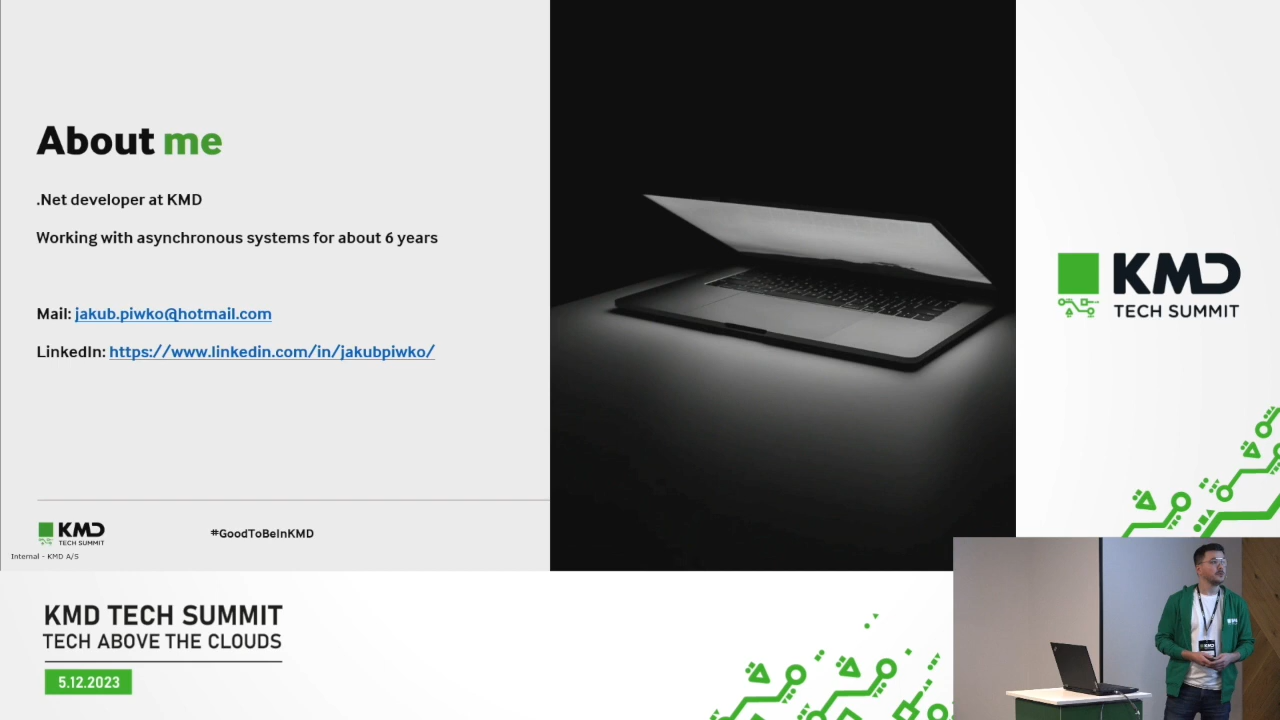 About me
.Net developer at KMD
Working with asynchronous systems for about 6 years
Mail: jakub.piwko@hotmail.com
LinkedIn: https://www.linkedin.com/in/jakubpiwko/
KMD
TECH SUMMIT
#GoodToBeInKMD
Internal - KMD A/S
KMD
TECH SUMMIT
KMD TECH SUMMIT
TECH ABOVE THE CLOUDS
5.12.2023